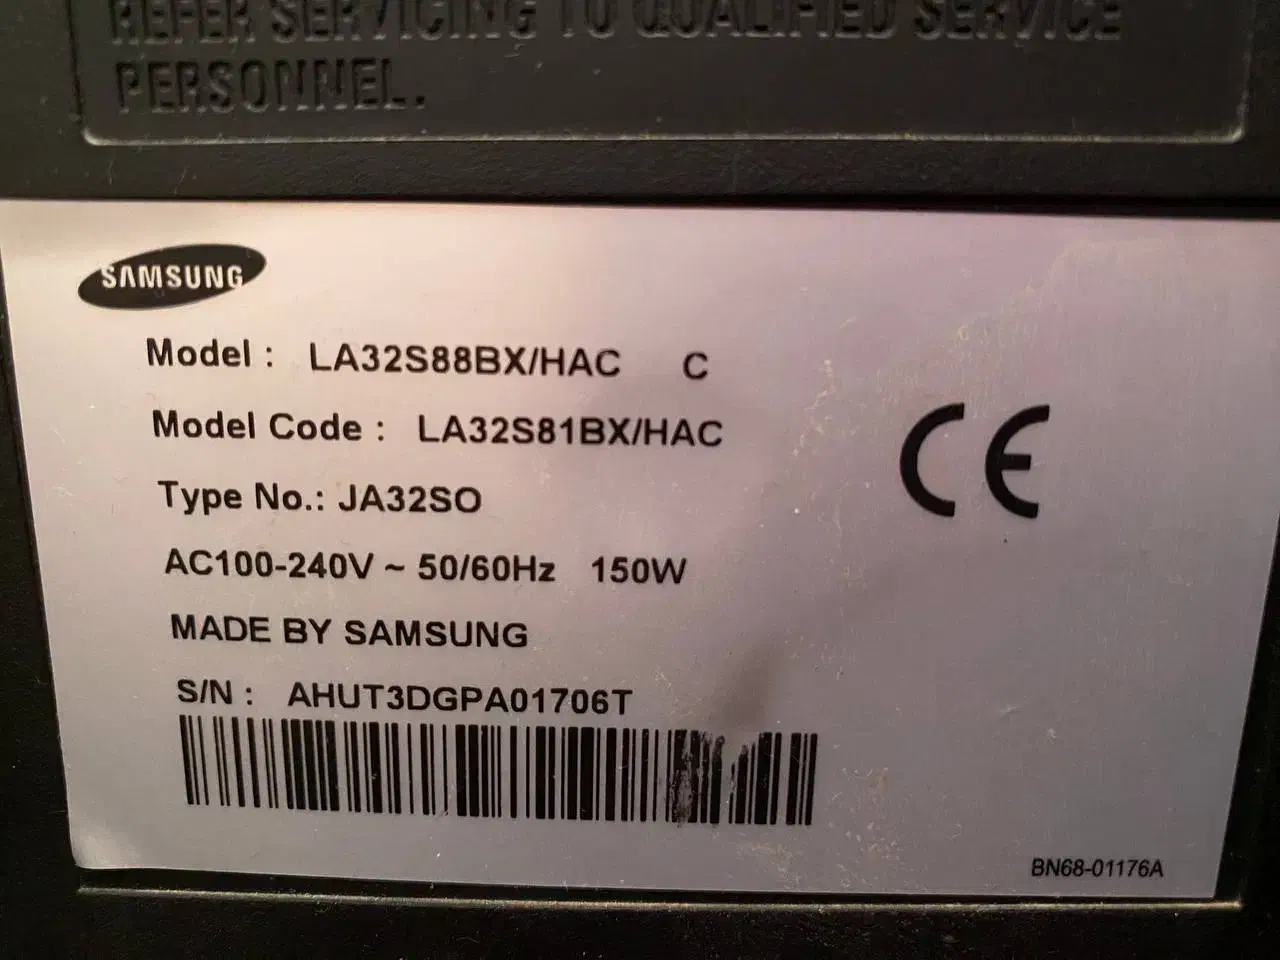 REFER SERVICING TO QUALIFIED SERVICE
PERSONNEL.
SAMSUNG
Model : LA32S88BX/HAC C
Model Code : LA32S81BX/HAC
Type No.: JA32SO
AC100-240V ~ 50/60Hz 150W
MADE BY SAMSUNG
S/N : AHUT3DGPA01706T
CE
BN68-01176A